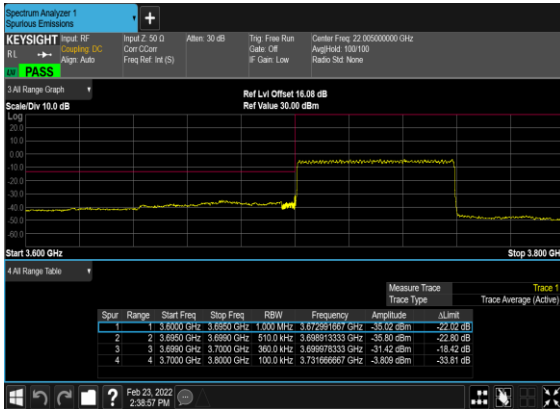 Spectrum Analyzer 1
Spurious Emissions
+
KEYSIGHT Input: RF Input Z: 50 Ω Atten: 30 dB Trig: Free Run Center Freq: 22.005000000 GHz
Coupling: DC Corr CCorr Gate: Off Avg|Hold: 100/100
RL Align: Auto Freq Ref: Int (S) IF Gain: Low Radio Std: None
PASS
3 All Range Graph Ref Lvl Offset 16.08 dB
Scale/Div 10.0 dB Ref Value 30.00 dBm
Log
20.0
10.0
0.00
-10.0
-20.0
-30.0
-40.0
-50.0
-60.0
Start 3.600 GHz Stop 3.800 GH
4 All Range Table
Measure Trace Trace 1
Trace Type Trace Average (Active)
Spur Range Start Freq Stop Freq RBW Frequency Amplitude ΔLimit
1 1 3.6000 GHz 3.6950 GHz 1.000 MHz 3.672991667 GHz -35.02 dBm -22.02 dB
2 2 3.6950 GHz 3.6990 GHz 510.0 kHz 3.698913333 GHz -35.80 dBm -22.80 dB
3 3 3.6990 GHz 3.7000 GHz 360.0 kHz 3.699978333 GHz -31.42 dBm -18.42 dB
4 4 3.7000 GHz 3.8000 GHz 100.0 kHz 3.731666667 GHz -3.809 dBm -33.81 dB
? Feb 23, 2022
2:38:57 PM